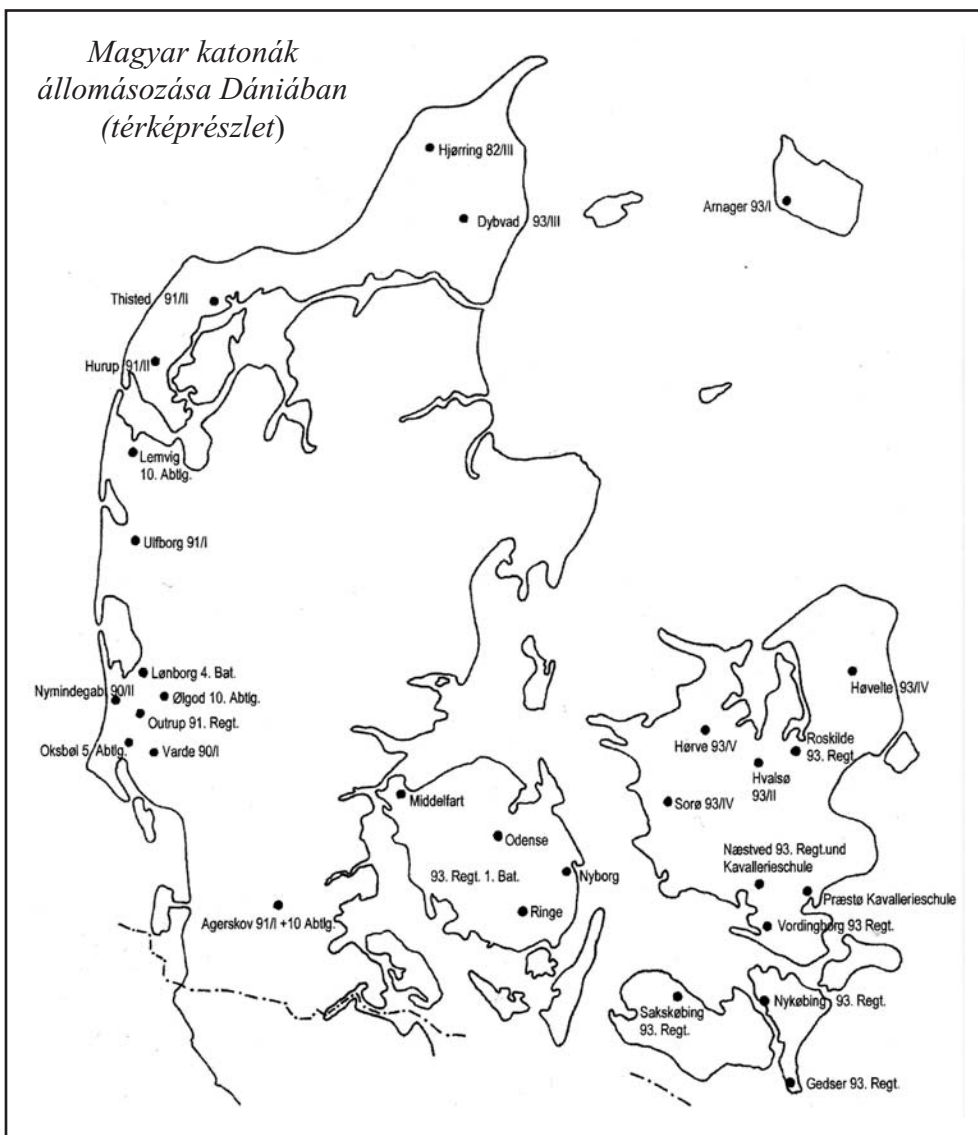 Magyar katonák
állomásozása Dániában
(térképrészlet)
Hjørring 82/III
Arnager 93/I
Dybvad 93/III
Thisted 91/II
Hurup 91/II
Lemvig
10. Abtlg.
Ulfborg 91/I
Lønborg 4. Bat.
Nymindegab 90/II
Ølgod 10. Abtlg.
Outrup 91. Regt.
Oksbøl 5. Abtlg.
Varde 90/I
Høvelte 93/IV
Hørve 93/V
Roskilde
93. Regt.
Hvalsø
93/II
Sorø 93/IV
Middelfart
Odense
93. Regt. 1. Bat.
Nyborg
Ringe
Næstved 93. Regt.und
Kavallerieschule
Præstø Kavallerieschule
Vordingborg 93 Regt.
Agerskov 91/I +10 Abtlg.
Sakskøbing
93. Regt.
Nykøbing 93. Regt.
Gedser 93. Regt.